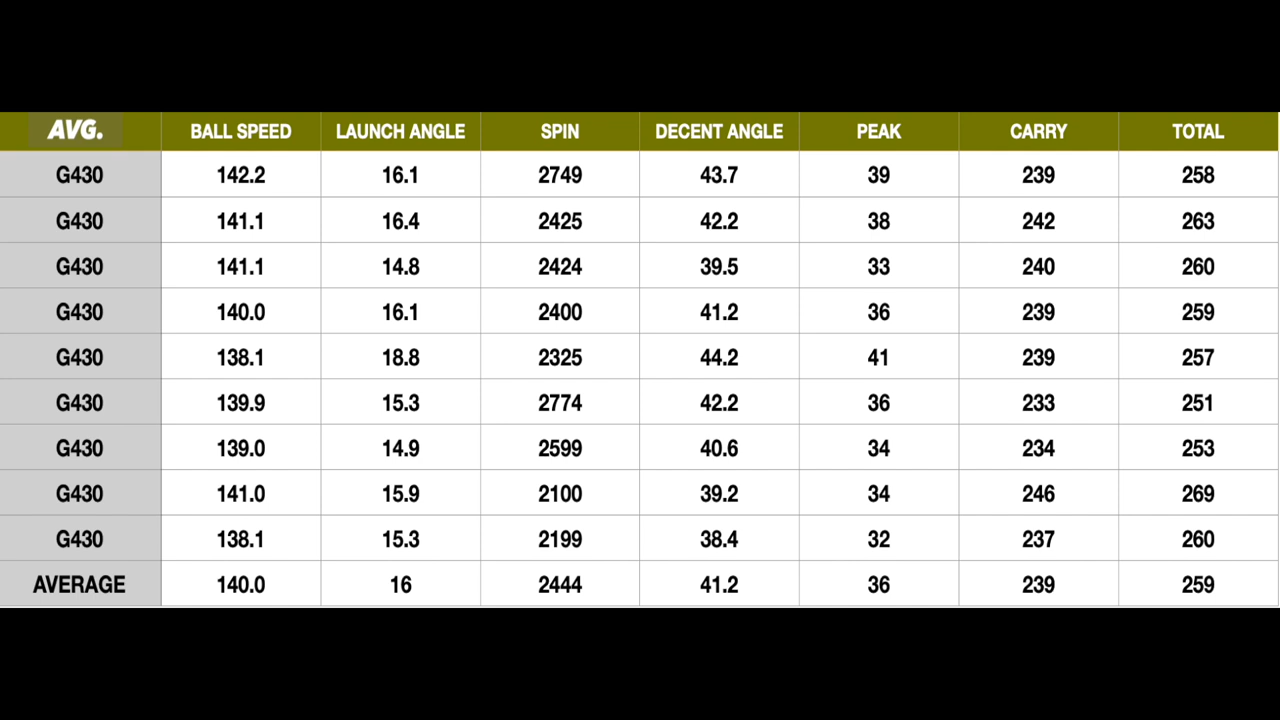 AVG. BALL SPEED LAUNCH ANGLE SPIN DECENT ANGLE PEAK CARRY TOTAL
G430 142.2 16.1 2749 43.7 39 239 258
G430 141.1 16.4 2425 42.2 38 242 263
G430 141.1 14.8 2424 39.5 33 240 260
G430 140.0 16.1 2400 41.2 36 239 259
G430 138.1 18.8 2325 44.2 41 239 257
G430 139.9 15.3 2774 42.2 36 233 251
G430 139.0 14.9 2599 40.6 34 234 253
G430 141.0 15.9 2100 39.2 34 246 269
G430 138.1 15.3 2199 38.4 32 237 260
AVERAGE 140.0 16 2444 41.2 36 239 259